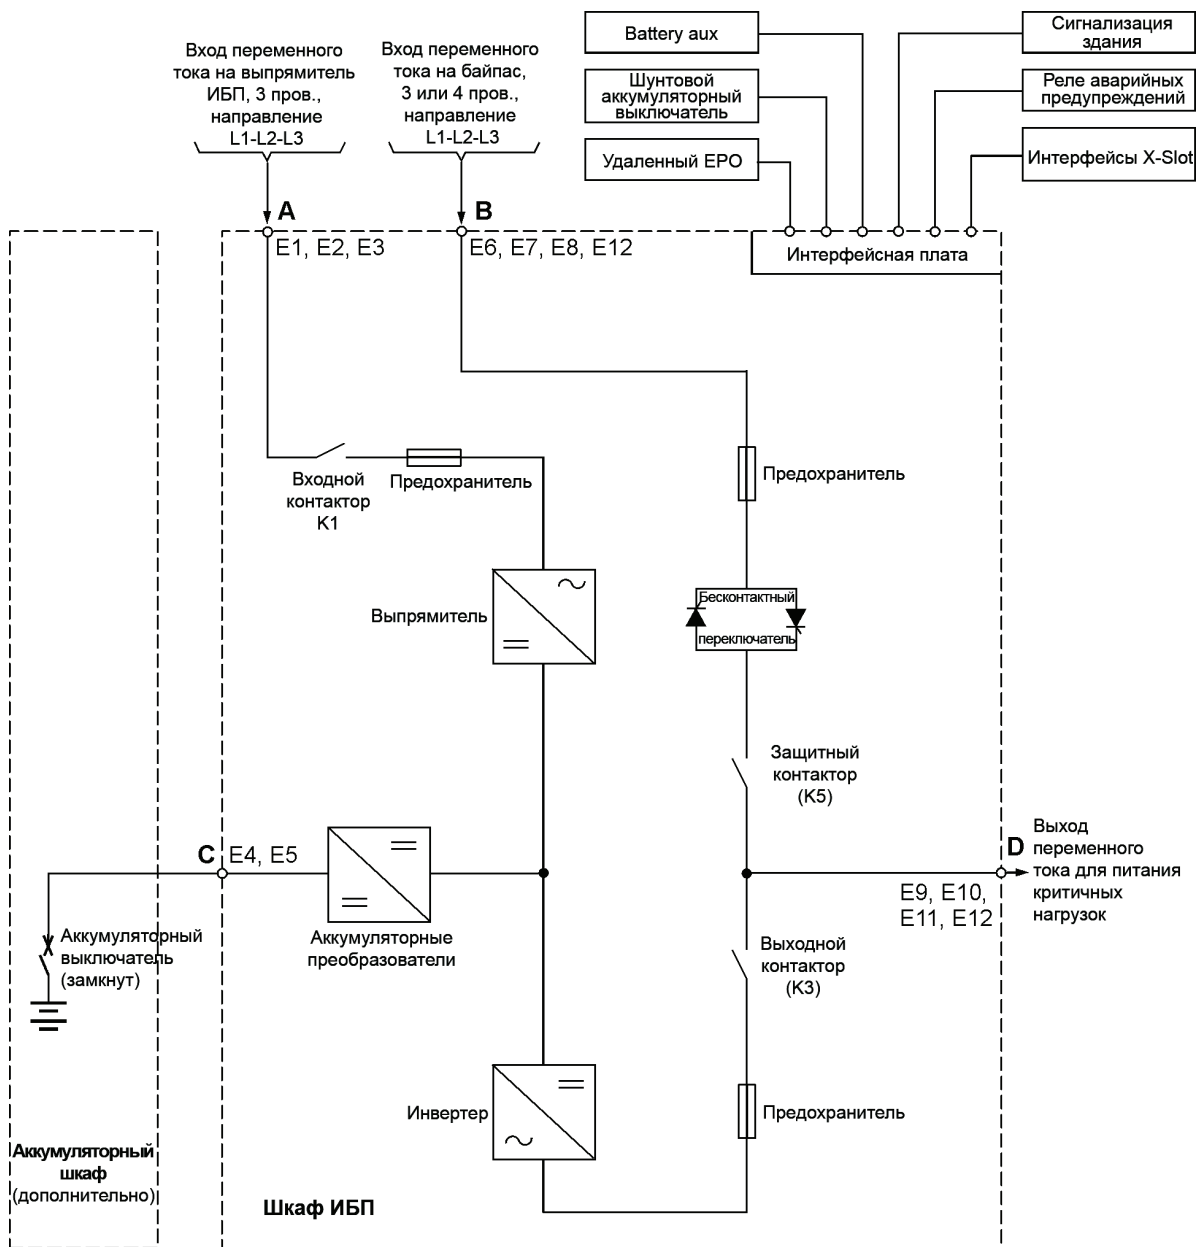 Вход переменного
тока на выпрямитель
ИБП, 3 пров.,
направление
L1-L2-L3
Вход переменного
тока на байпас,
3 или 4 пров.,
направление
L1-L2-L3
Battery aux
Шунтовой
аккумуляторный
выключатель
Удаленный EPO
Сигнализация
здания
Реле аварийных
предупреждений
Интерфейсы X-Slot
A
B
E1, E2, E3
E6, E7, E8, E12
Интерфейсная плата
Входной
контактор
K1
Предохранитель
Предохранитель
Выпрямитель
Бесконтактный
переключатель
Защитный
контактор
(K5)
C
E4, E5
D
Выход
переменного
тока для питания
критичных
нагрузок
E9, E10,
E11, E12
Аккумуляторный
выключатель
(замкнут)
Аккумуляторные
преобразователи
Выходной
контактор
(K3)
Инвертер
Предохранитель
Аккумуляторный
шкаф
(дополнительно)
Шкаф ИБП